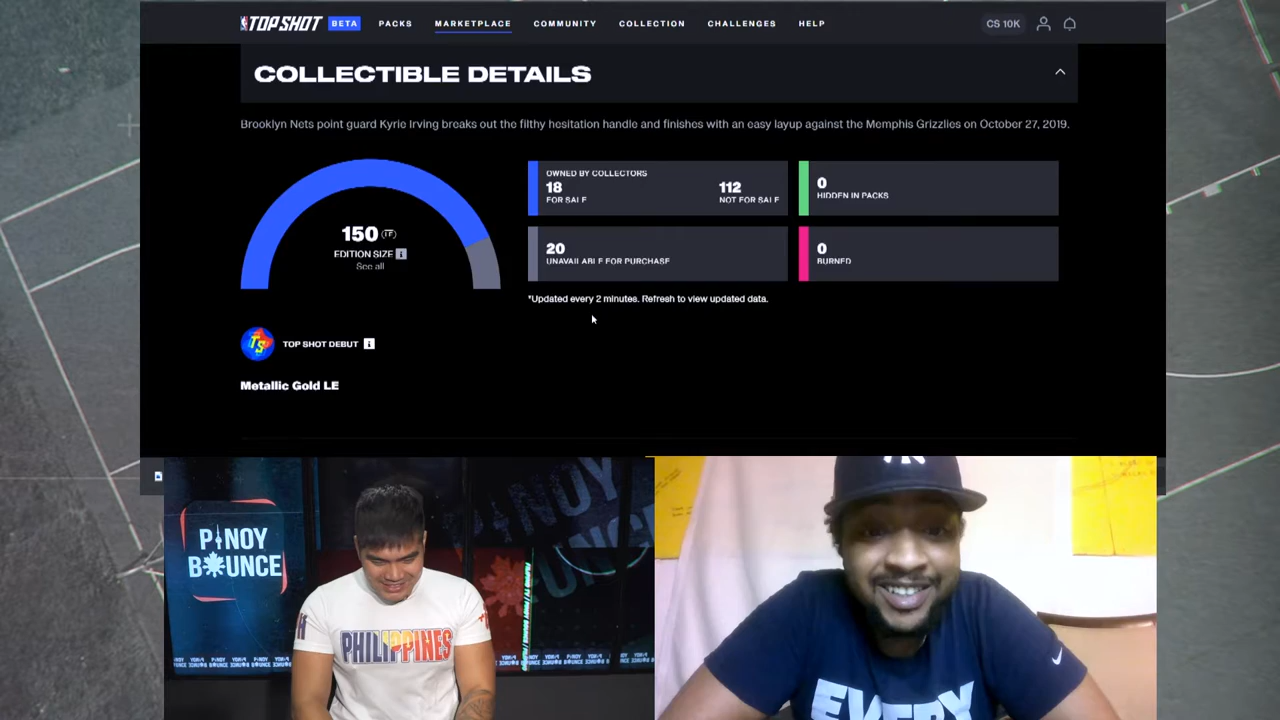 TOP SHOT BETA PACKS MARKETPLACE COMMUNITY COLLECTION CHALLENGES HELP CS 10K
COLLECTIBLE DETAILS
Brooklyn Nets point guard Kyrie Irving breaks out the filthy hesitation handle and finishes with an easy layup against the Memphis Grizzlies on October 27, 2019.
150 LE
EDITION SIZE i
See all
OWNED BY COLLECTORS
18 112
FOR SALE NOT FOR SALE
0
HIDDEN IN PACKS
20
UNAVAILABLE FOR PURCHASE
0
BURNED
*Updated every 2 minutes. Refresh to view updated data.
TS TOP SHOT DEBUT i
Metallic Gold LE
PINOY
BOUNCE
PINOY
PHILIPPINES
EVERY